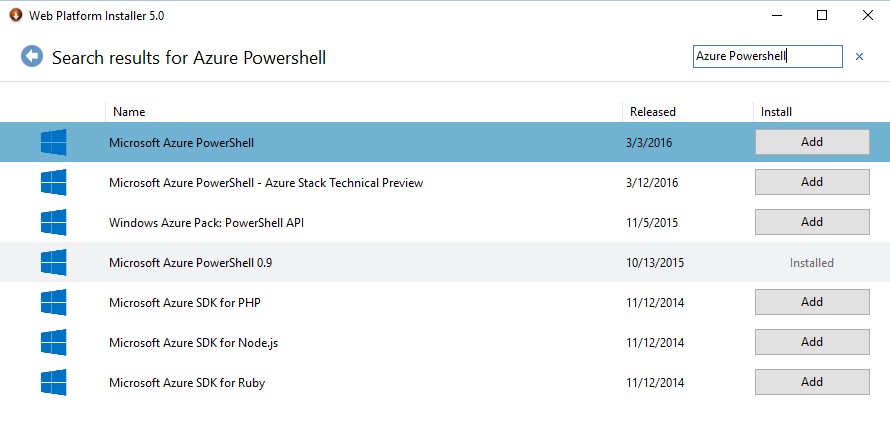 Web Platform Installer 5.0
Search results for Azure Powershell
Azure Powershell
Name Released Install
Microsoft Azure PowerShell 3/3/2016 Add
Microsoft Azure PowerShell - Azure Stack Technical Preview 3/12/2016 Add
Windows Azure Pack: PowerShell API 11/5/2015 Add
Microsoft Azure PowerShell 0.9 10/13/2015 Installed
Microsoft Azure SDK for PHP 11/12/2014 Add
Microsoft Azure SDK for Node.js 11/12/2014 Add
Microsoft Azure SDK for Ruby 11/12/2014 Add